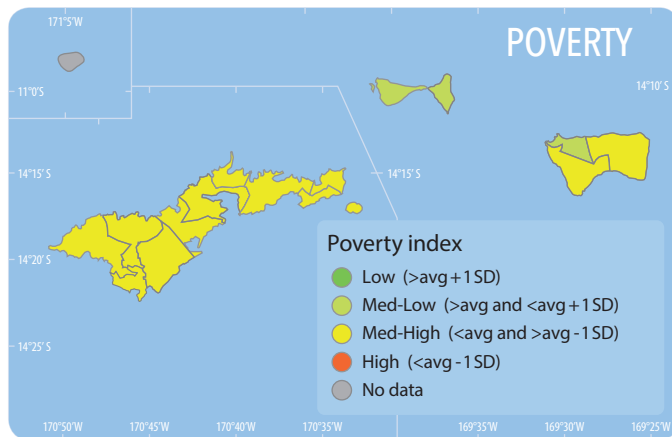 171°5'W
POVERTY
11°0'S
14°10'S
14°15'S
14°15'S
14°20'S
14°25'S
Poverty index
Low (>avg+1SD)
Med-Low (>avg and <avg+1SD)
Med-High (<avg and >avg-1SD)
High (<avg-1SD)
No data
170°50'W 170°45'W 170°40'W 170°35'W 169°35'W 169°30'W 169°25'W